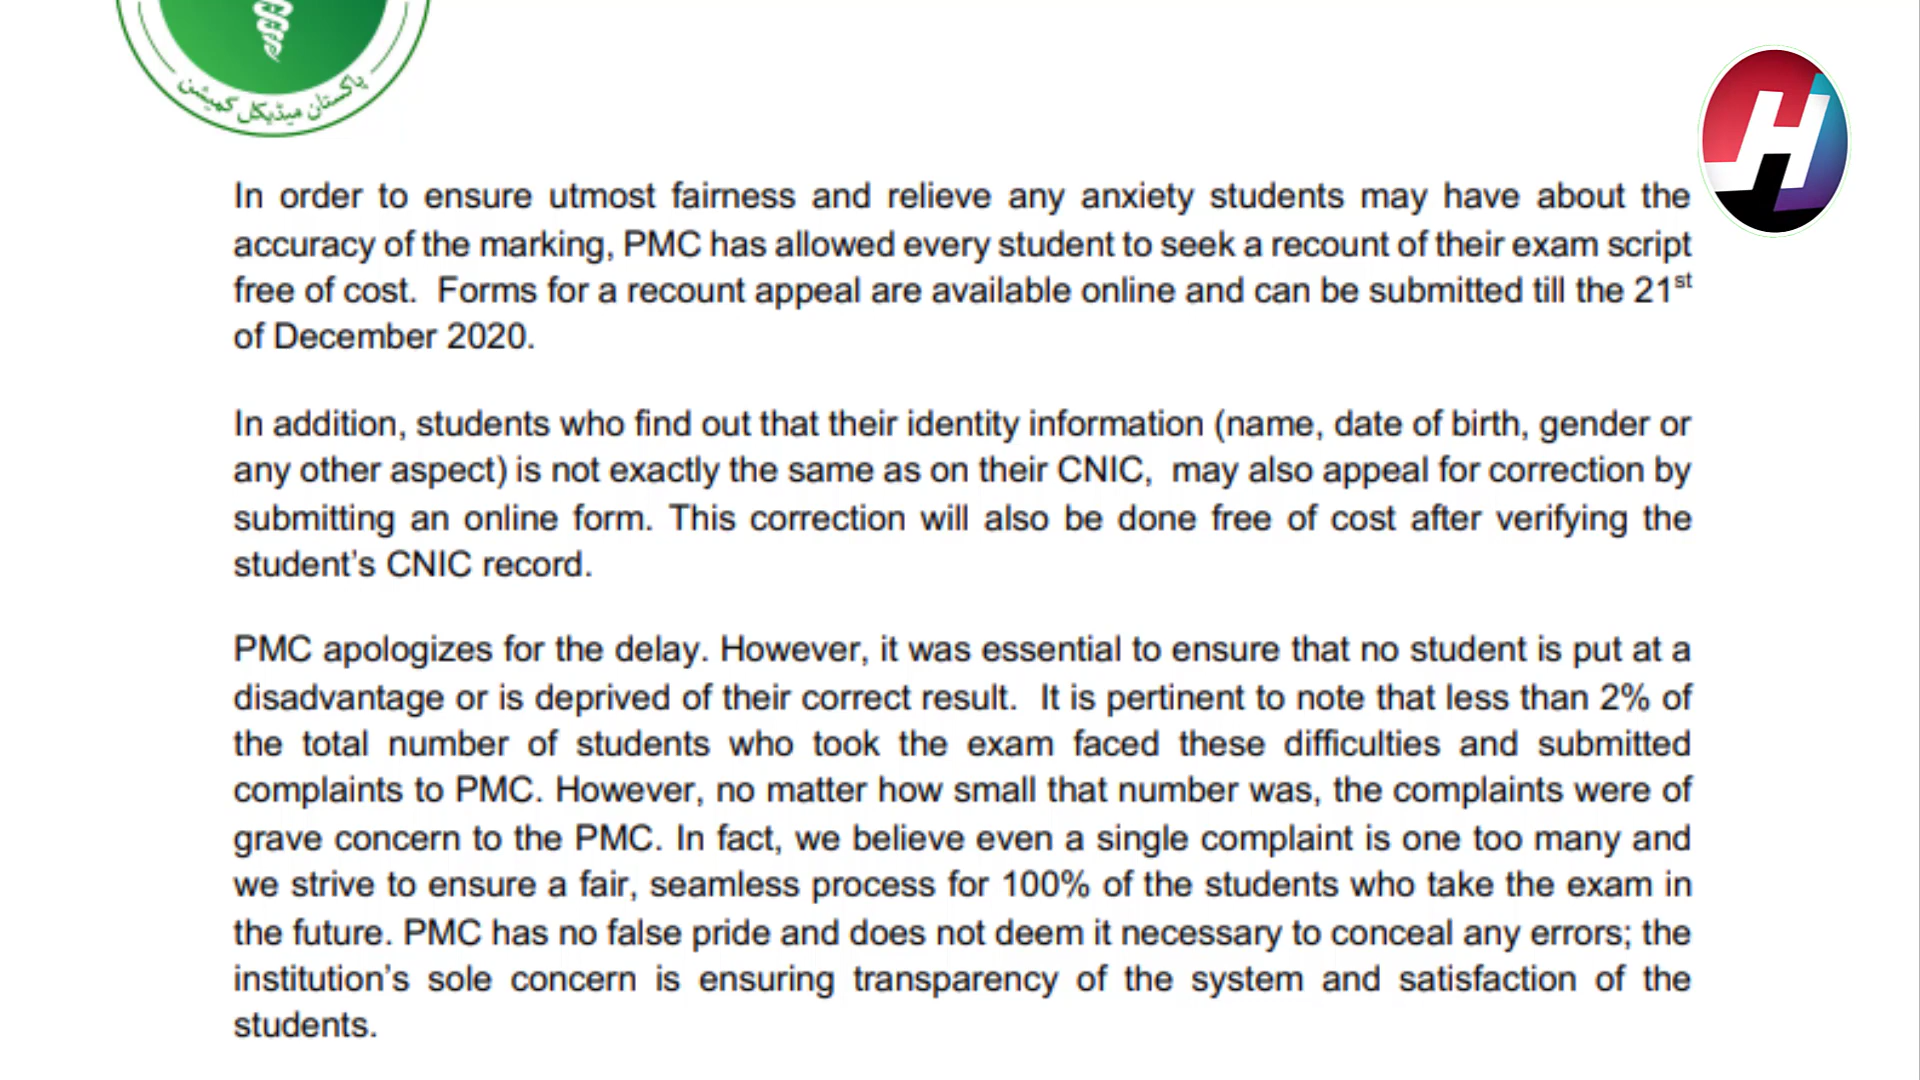 پاکستان میڈیکل کمیشن
H
In order to ensure utmost fairness and relieve any anxiety students may have about the
accuracy of the marking, PMC has allowed every student to seek a recount of their exam script
free of cost.  Forms for a recount appeal are available online and can be submitted till the 21st
of December 2020.
In addition, students who find out that their identity information (name, date of birth, gender or
any other aspect) is not exactly the same as on their CNIC,  may also appeal for correction by
submitting an online form. This correction will also be done free of cost after verifying the
student’s CNIC record.
PMC apologizes for the delay. However, it was essential to ensure that no student is put at a
disadvantage or is deprived of their correct result.  It is pertinent to note that less than 2% of
the total number of students who took the exam faced these difficulties and submitted
complaints to PMC. However, no matter how small that number was, the complaints were of
grave concern to the PMC. In fact, we believe even a single complaint is one too many and
we strive to ensure a fair, seamless process for 100% of the students who take the exam in
the future. PMC has no false pride and does not deem it necessary to conceal any errors; the
institution’s sole concern is ensuring transparency of the system and satisfaction of the
students.